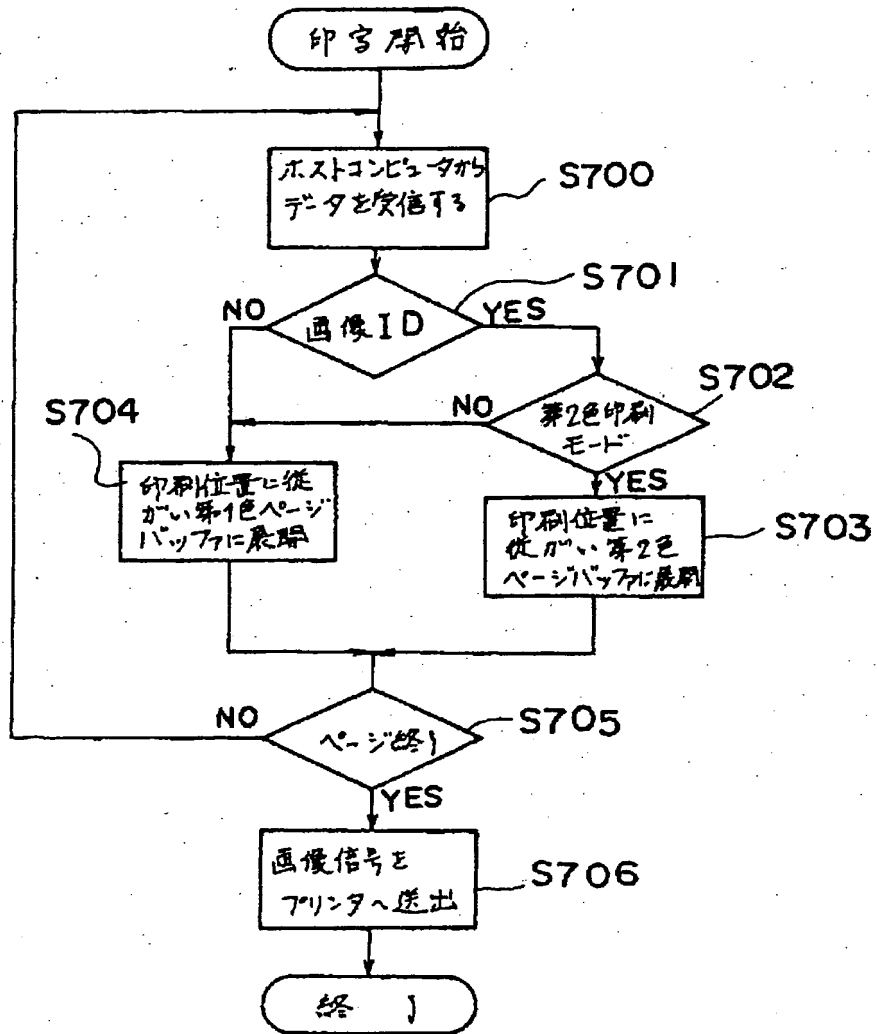 印字開始
ホストコンピュータから
データを受信する
S700
画像ID
S701
NO
YES
第2色印刷
モード
S702
NO
YES
S704
印刷位置に従
がい第1色ページ
バッファに展開
印刷位置に
従がい第2色
ページバッファに展開
S703
ページ終り
S705
NO
YES
画像信号を
プリンタへ送出
S706
終り